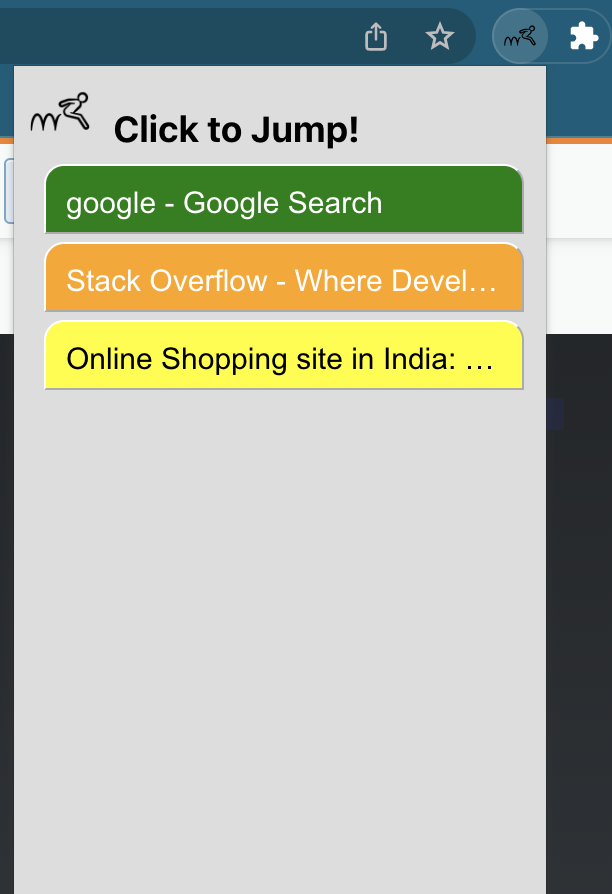 Click to Jump!
google - Google Search
Stack Overflow - Where Devel...
Online Shopping site in India: ...